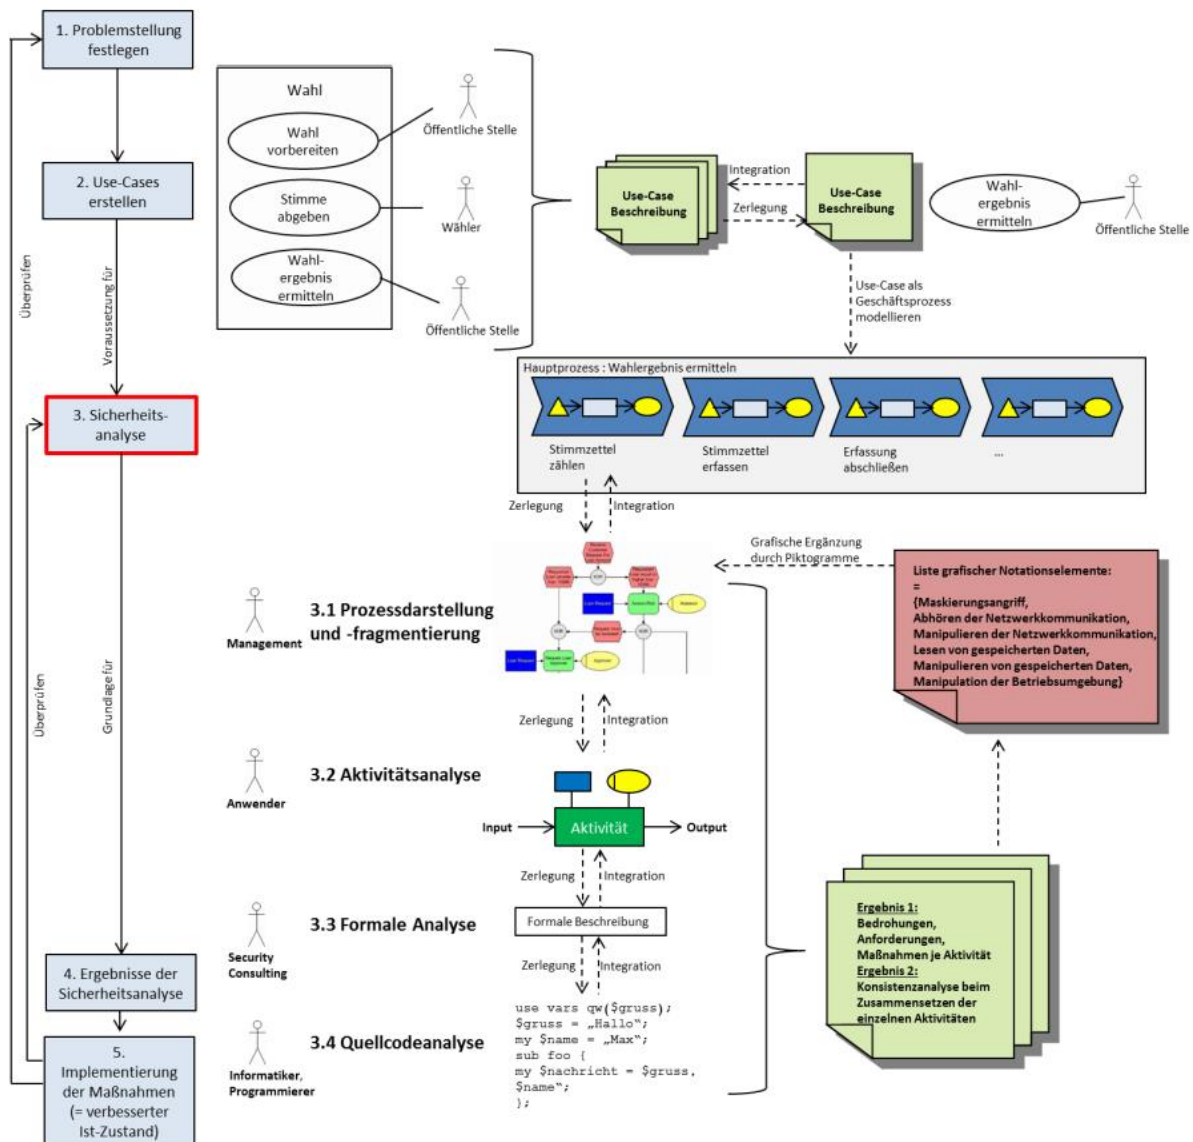 1. Problemstellung
festlegen
2. Use-Cases
erstellen
Überprüfen
Voraussetzung für
3. Sicherheits-
analyse
Überprüfen
Grundlage für
4. Ergebnisse der
Sicherheitsanalyse
5.
Implementierung
der Maßnahmen
(= verbesserter
Ist-Zustand)
Wahl
Wahl
vorbereiten
Stimme
abgeben
Wahl-
ergebnis
ermitteln
Öffentliche Stelle
Wähler
Öffentliche Stelle
Use-Case
Beschreibung
Integration
Zerlegung
Use-Case
Beschreibung
Wahl-
ergebnis
ermitteln
Öffentliche Stelle
Use-Case als
Geschäftsprozess
modellieren
Hauptprozess : Wahlergebnis ermitteln
Stimmzettel
zählen
Stimmzettel
erfassen
Erfassung
abschließen
...
Zerlegung
Integration
Management
3.1 Prozessdarstellung
und -fragmentierung
Grafische Ergänzung
durch Piktogramme
Liste grafischer Notationselemente:
=
{Maskierungsangriff,
Abhören der Netzwerkkommunikation,
Manipulieren der Netzwerkkommunikation,
Lesen von gespeicherten Daten,
Manipulieren von gespeicherten Daten,
Manipulation der Betriebsumgebung}
Zerlegung
Integration
Anwender
3.2 Aktivitätsanalyse
Input
Aktivität
Output
Zerlegung
Integration
Security
Consulting
3.3 Formale Analyse
Formale Beschreibung
Zerlegung
Integration
Informatiker,
Programmierer
3.4 Quellcodeanalyse
use vars qw($gruss);
$gruss = „Hallo“;
my $name = „Max“;
sub foo {
my $nachricht = $gruss,
$name“;
};
Ergebnis 1:
Bedrohungen,
Anforderungen,
Maßnahmen je Aktivität
Ergebnis 2:
Konsistenzanalyse beim
Zusammensetzen der
einzelnen Aktivitäten